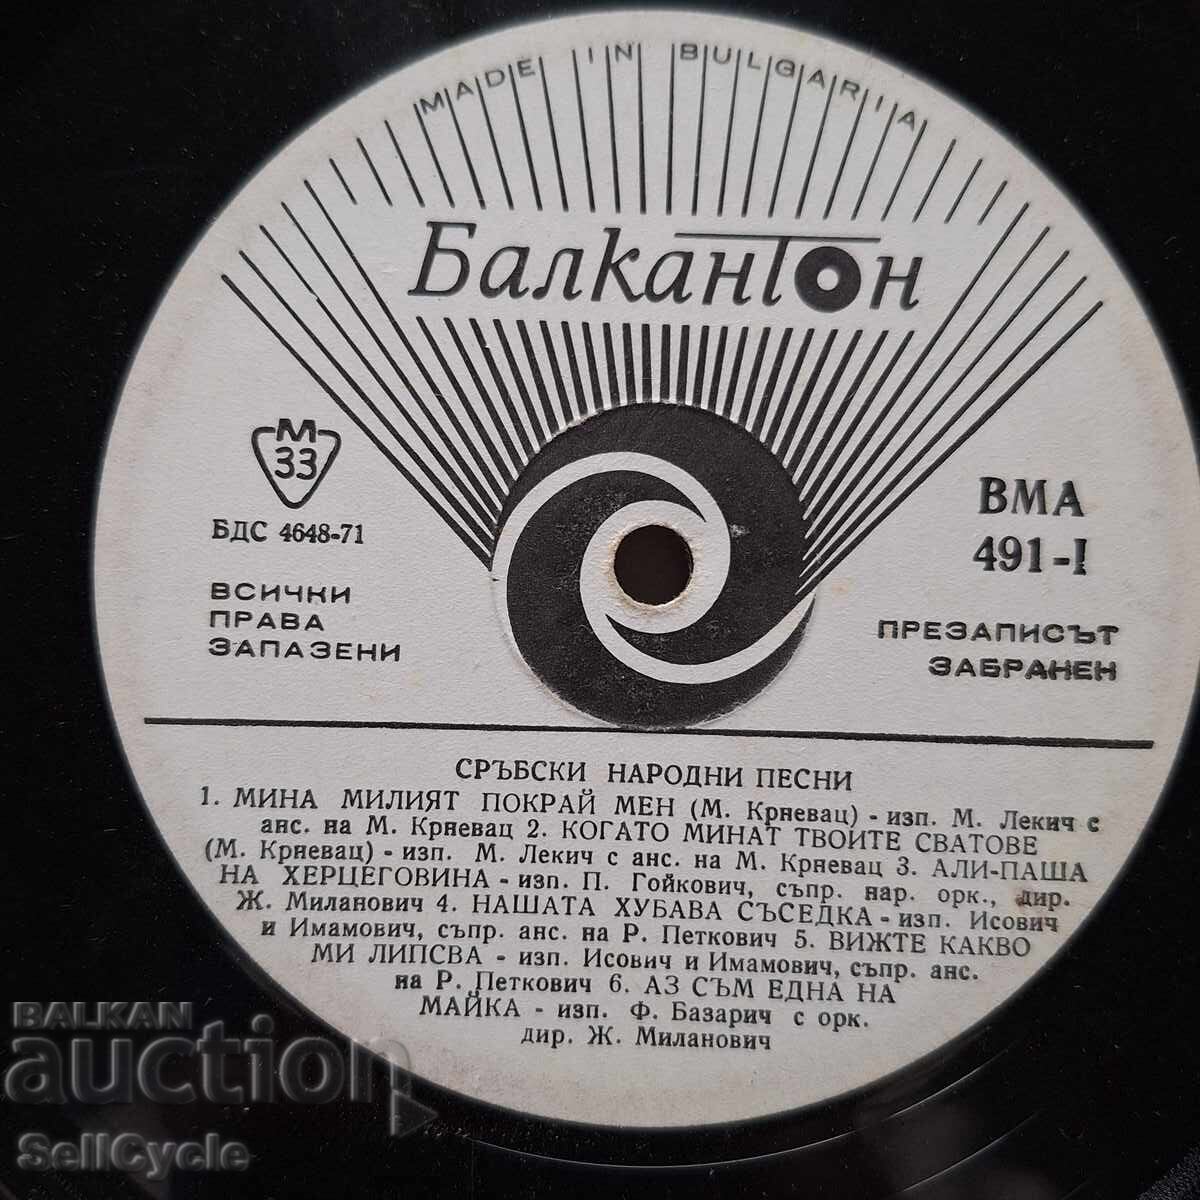 MADE IN BULGARIA
Балкантон
М
33
БДС 4648-71
ВСИЧКИ
ПРАВА
ЗАПАЗЕНИ
ВМА
491-I
ПРЕЗАПИСЪТ
ЗАБРАНЕН
СРЪБСКИ НАРОДНИ ПЕСНИ
1. МИНА МИЛИЯТ ПОКРАЙ МЕН (М. Крневац) - изп. М. Лекич с
анс. на М. Крневац 2. КОГАТО МИНАТ ТВОИТЕ СВАТОВЕ
(М. Крневац) - изп. М. Лекич с анс. на М. Крневац 3. АЛИ-ПАША
НА ХЕРЦЕГОВИНА - изп. П. Гойкович, съпр. нар. орк., дир.
Ж. Миланович 4. НАШАТА ХУБАВА СЪСЕДКА - изп. Исович
и Имамович, съпр. анс. на Р. Петкович 5. ВИЖТЕ КАКВО
МИ ЛИПСВА - изп. Исович и Имамович, съпр. анс.
на Р. Петкович 6. АЗ СЪМ ЕДНА НА
МАЙКА - изп. Ф. Базарич с орк.
дир. Ж. Миланович
BALKAN
auction
SellCycle